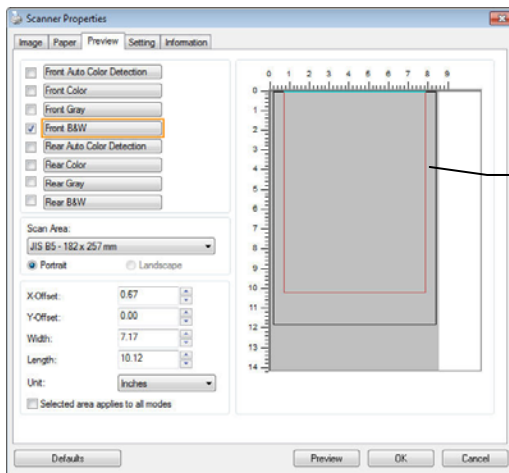 Scanner Properties
Image Paper Preview Setting Information
Front Auto Color Detection
Front Color
Front Gray
Front B&W
Rear Auto Color Detection
Rear Color
Rear Gray
Rear B&W
Scan Area:
JIS B5 - 182 x 257 mm
Portrait Landscape
X-Offset: 0.67
Y-Offset: 0.00
Width: 7.17
Length: 10.12
Unit: Inches
Selected area applies to all modes
0 1 2 3 4 5 6 7 8 9
0
1
2
3
4
5
6
7
8
9
10
11
12
13
14
Defaults Preview OK Cancel